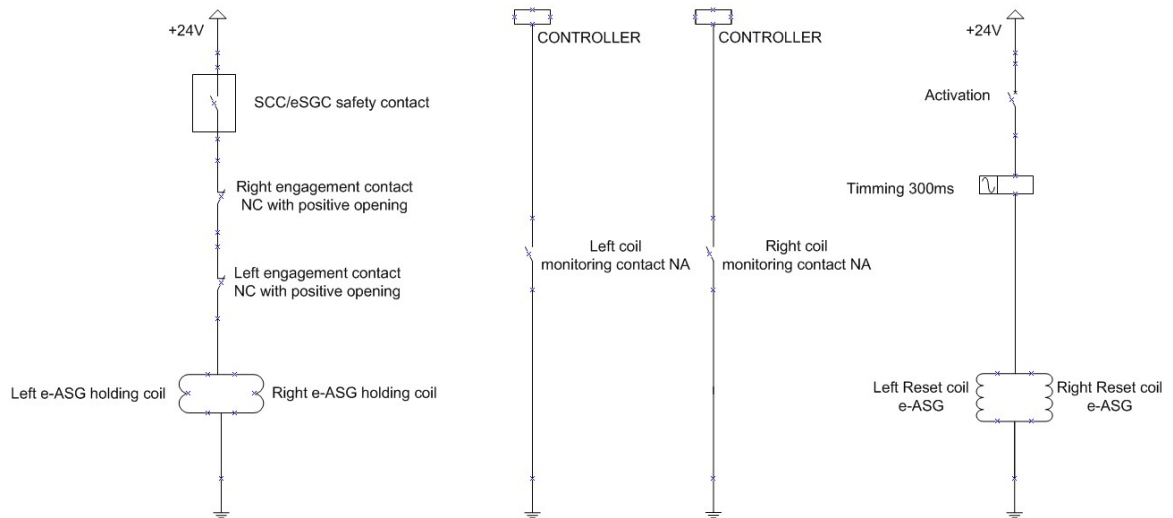 +24V
SCC/eSGC safety contact
Right engagement contact
NC with positive opening
Left engagement contact
NC with positive opening
Left e-ASG holding coil
Right e-ASG holding coil
CONTROLLER
Left coil
monitoring contact NA
CONTROLLER
Right coil
monitoring contact NA
+24V
Activation
Timming 300ms
Left Reset coil
e-ASG
Right Reset coil
e-ASG